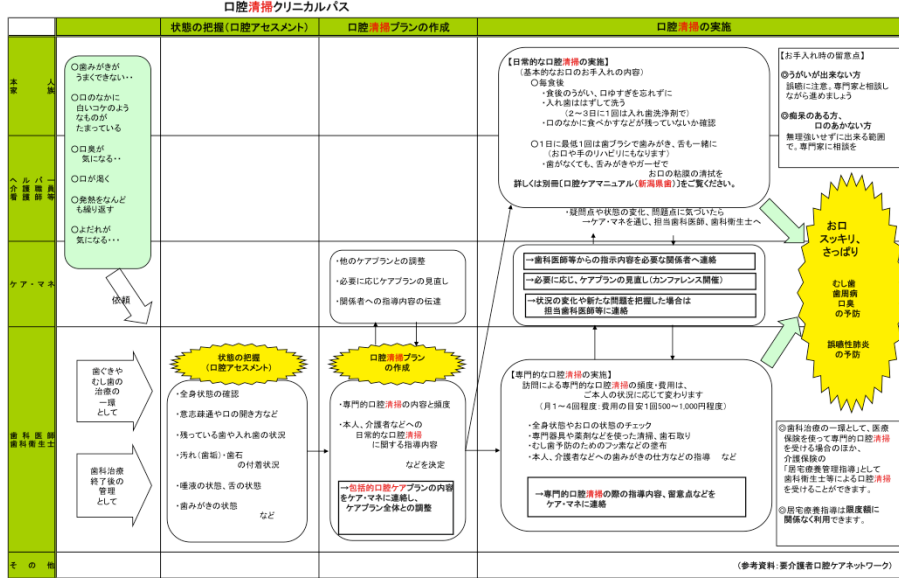 口腔清掃クリニカルパス
状態の把握(口腔アセスメント)
口腔清掃プランの作成
口腔清掃の実施
本人
家族
○歯みがきが
うまくできない・・
○口のなかに
白いコケのよう
なものが
たまっている
○口臭が
気になる・・
○口が渇く
○発熱をなんど
も繰り返す
○よだれが
気になる・・・
【日常的な口腔清掃の実施】
(基本的なお口のお手入れの内容)
○毎食後
・食後のうがい、口ゆすぎを忘れずに
・入れ歯ははずして洗う
(2～3日に1回は入れ歯洗浄剤で)
・口のなかに食べかすなどが残っていないか確認
○1日に最低1回は歯ブラシで歯みがき、舌も一緒に
(お口や手のリハビリにもなります)
・歯がなくても、舌みがきやガーゼで
お口の粘膜の清拭を
詳しくは別冊「口腔ケアマニュアル(新潟県歯)」をご覧ください。
【お手入れ時の留意点】
◎うがいが出来ない方
誤嚥に注意。専門家と相談し
ながら進めましょう
◎痴呆のある方、
口のあかない方
無理強いせずに出来る範囲
で。専門家に相談を
ヘルパー
介護職員
看護師等
・疑問点や状態の変化、問題点に気づいたら
→ケア・マネを通じ、担当歯科医師、歯科衛生士へ
お口
スッキリ、
さっぱり
むし歯
歯周病
口臭
の予防
誤嚥性肺炎
の予防
ケア・マネ
依頼
・他のケアプランとの調整
・必要に応じケアプランの見直し
・関係者への指導内容の伝達
→歯科医師等からの指示内容を必要な関係者へ連絡
→必要に応じ、ケアプランの見直し(カンファレンス開催)
→状況の変化や新たな問題を把握した場合は
担当歯科医師等に連絡
歯科医師
歯科衛生士
歯ぐきや
むし歯の
治療の
一環
として
歯科治療
終了後の
管理
として
状態の把握
(口腔アセスメント)
・全身状態の確認
・意志疎通や口の開き方など
・残っている歯や入れ歯の状況
・汚れ(歯垢)・歯石
の付着状況
・唾液の状態、舌の状態
・歯みがきの状態
など
口腔清掃プラン
の作成
・専門的口腔清掃の内容と頻度
・本人、介護者などへの
日常的な口腔清掃
に関する指導内容
などを決定
→包括的口腔ケアプランの内容
をケア・マネに連絡し、
ケアプラン全体との調整
【専門的な口腔清掃の実施】
訪問による専門的な口腔清掃の頻度・費用は、
ご本人の状況に応じて変わります
(月1～4回程度:費用の目安1回500～1,000円程度)
・全身状態やお口の状態のチェック
・専門器具や薬剤などを使った清掃、歯石取り
・むし歯予防のためのフッ素などの塗布
・本人、介護者などへの歯みがきの仕方などの指導 など
→専門的口腔清掃の際の指導内容、留意点などを
ケア・マネに連絡
◎歯科治療の一環として、医療
保険を使って専門的口腔清掃
を受ける場合のほか、
介護保険の
「居宅療養管理指導」として
歯科衛生士等による口腔清掃
を受けることができます。
◎居宅療養指導は限度額に
関係なく利用できます。
その他
(参考資料:要介護者口腔ケアネットワーク)